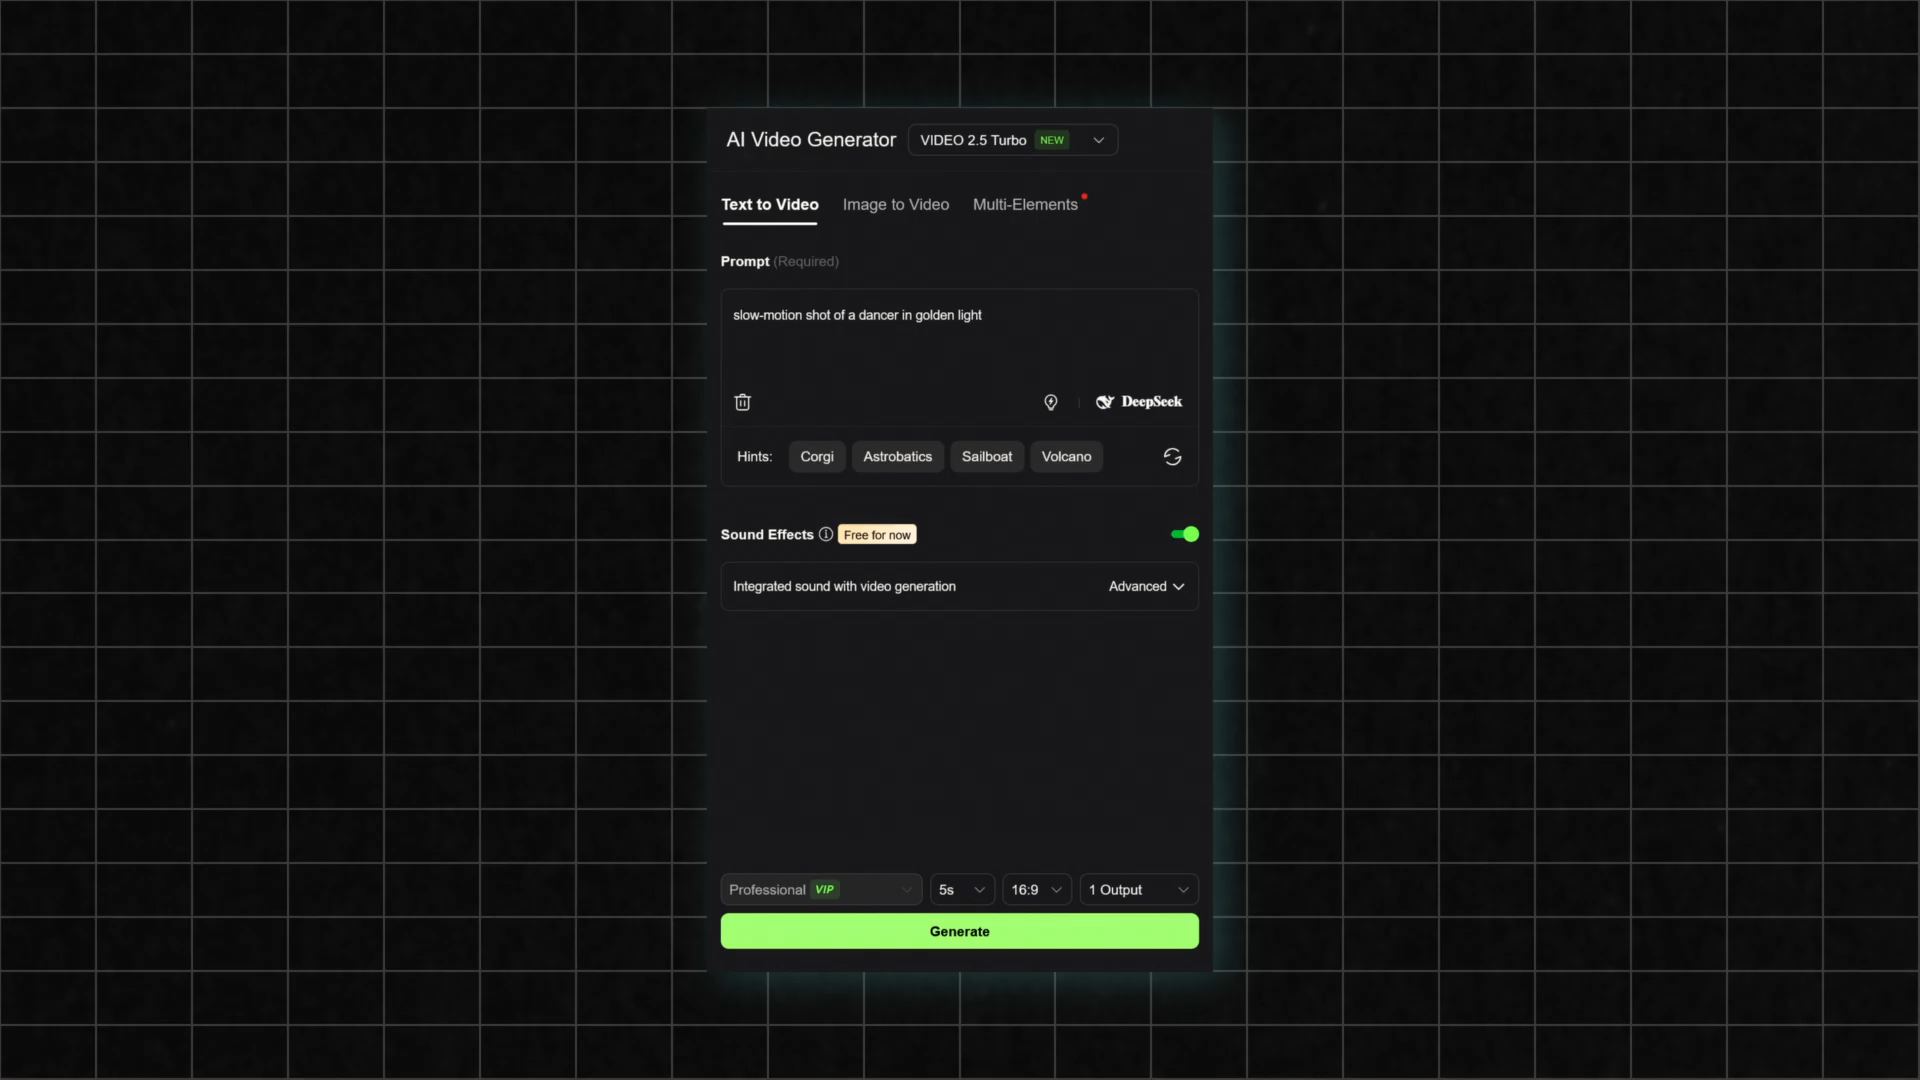 AI Video Generator VIDEO 2.5 Turbo NEW
Text to Video Image to Video Multi-Elements
Prompt (Required)
slow-motion shot of a dancer in golden light
DeepSeek
Hints: Corgi Astrobatics Sailboat Volcano
Sound Effects Free for now
Integrated sound with video generation Advanced
Professional VIP 5s 16:9 1 Output
Generate